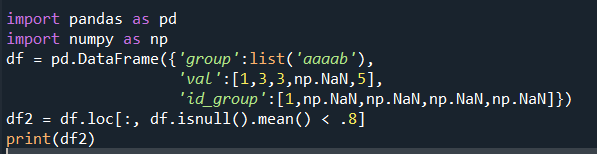 import pandas as pd
import numpy as np
df = pd.DataFrame({'group':list('aaaab'),
                   'val':[1,3,3,np.NaN,5],
                   'id_group':[1,np.NaN,np.NaN,np.NaN,np.NaN]})
df2 = df.loc[:, df.isnull().mean() < .8]
print(df2)